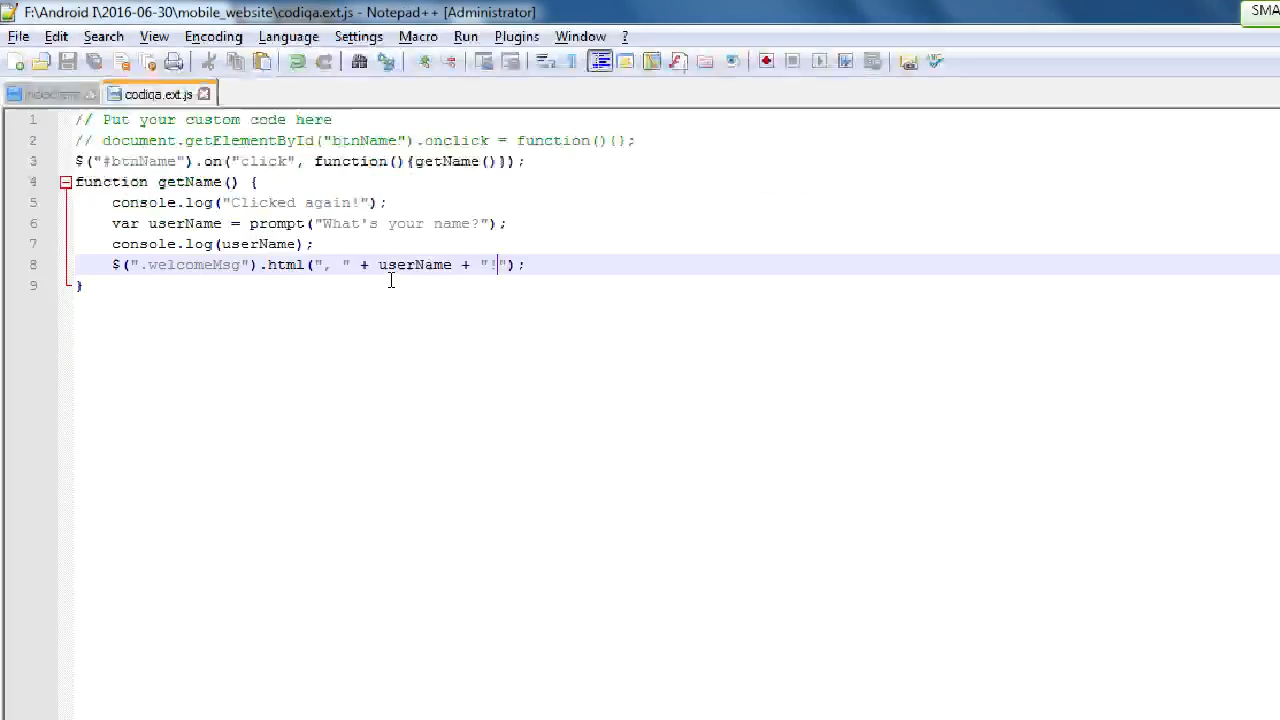 F:\Android I\2016-06-30\mobile_website\codiqa.ext.js - Notepad++ [Administrator]
SMA
File Edit Search View Encoding Language Settings Macro Run Plugins Window ?
codiqa.ext.js
1 // Put your custom code here
2 // document.getElementById("btnName").onclick = function(){};
3 $("#btnName").on("click", function(){getName()});
4 function getName() {
5 console.log("Clicked again!");
6 var userName = prompt("What's your name?");
7 console.log(userName);
8 $(".welcomeMsg").html(", " + userName + "!");
9 }